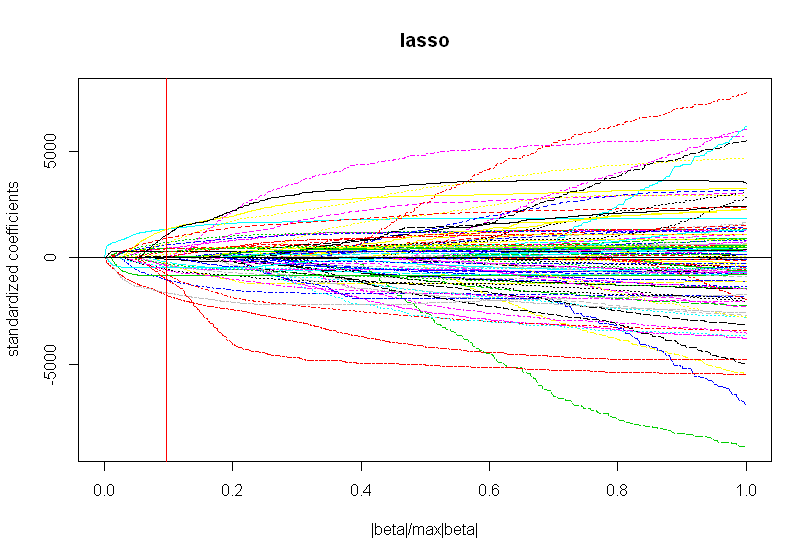 lasso
standardized coefficients
5000
0
-5000
0.0 0.2 0.4 0.6 0.8 1.0
|beta|/max|beta|